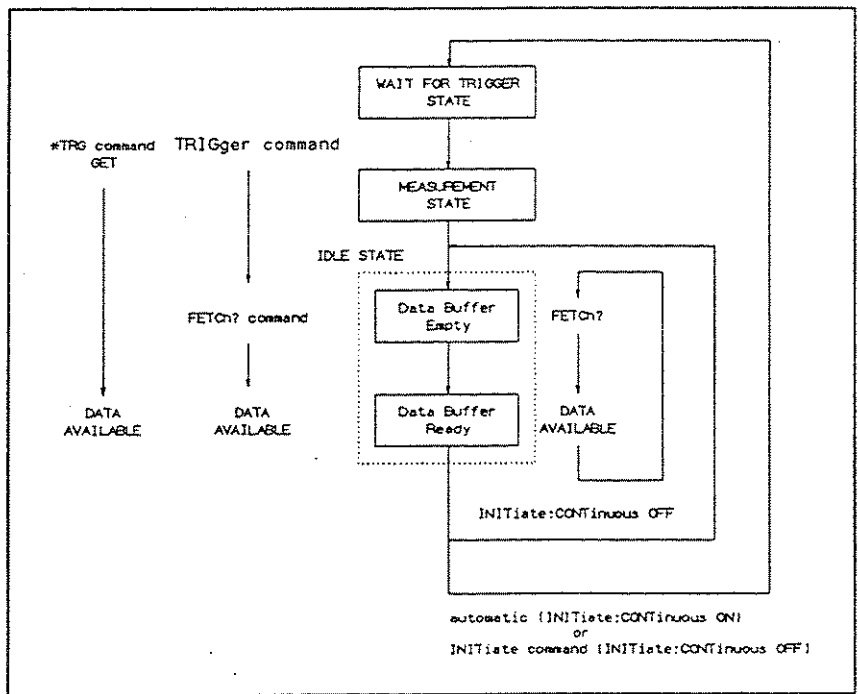 WAIT FOR TRIGGER
STATE
*TRG command
GET
TRIGger command
MEASUREMENT
STATE
IDLE STATE
Data Buffer
Empty
FETCh? command
FETCh?
Data Buffer
Ready
DATA
AVAILABLE
DATA
AVAILABLE
DATA
AVAILABLE
INITiate:CONTinuous OFF
automatic (INITiate:CONTinuous ON)
or
INITiate command (INITiate:CONTinuous OFF)